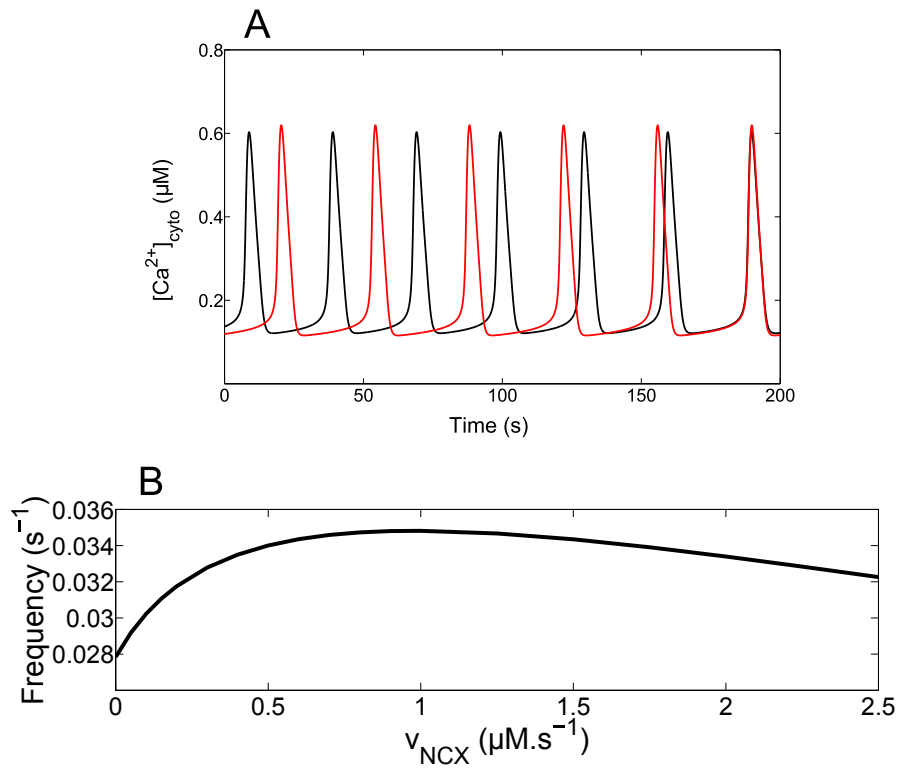 A
0.8
0.6
0.4
0.2
[Ca²⁺]cyto (µM)
0 50 100 150 200
Time (s)
B
0.036
0.034
0.032
0.03
0.028
Frequency (s⁻¹)
0 0.5 1 1.5 2 2.5
vNCX (µM.s⁻¹)